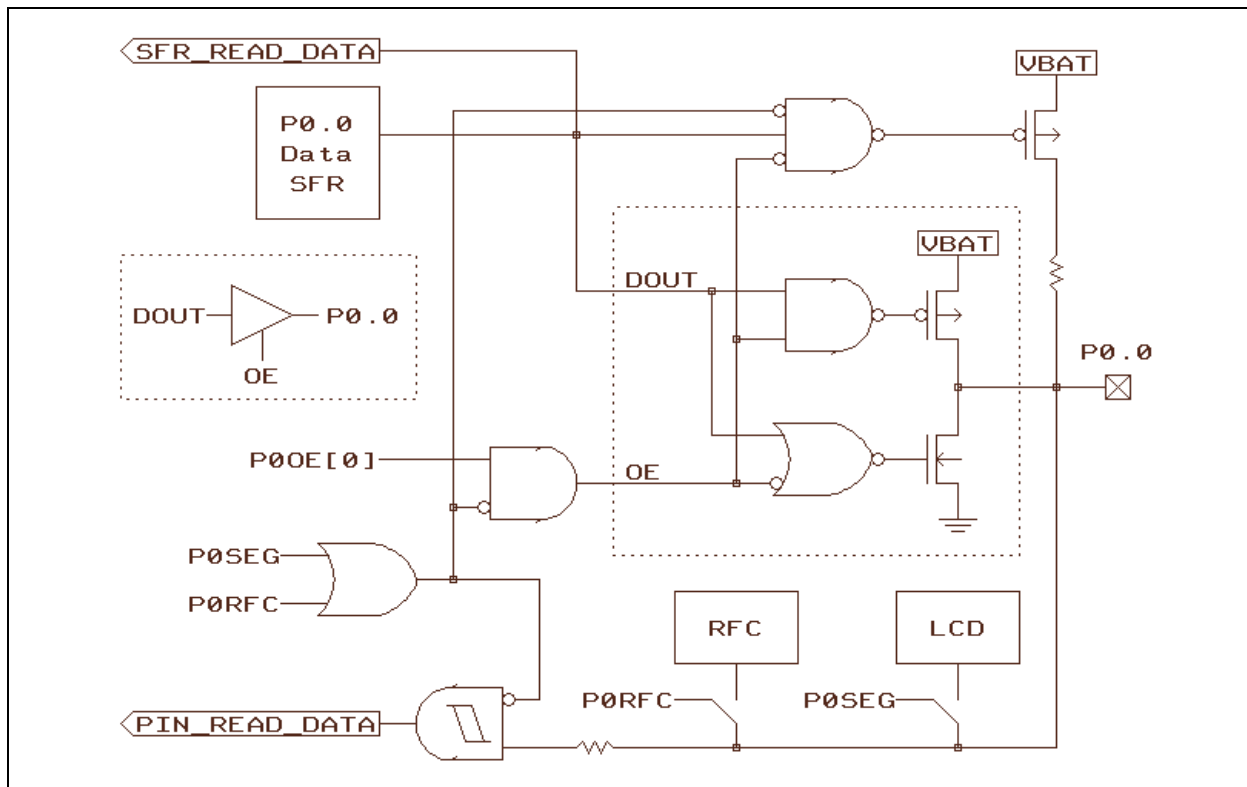 SFR_READ_DATA
VBAT
P0.0
Data
SFR
VBAT
DOUT
DOUT
P0.0
OE
P0.0
P0OE[0]
OE
P0SEG
P0RFC
RFC
LCD
P0RFC
P0SEG
PIN_READ_DATA